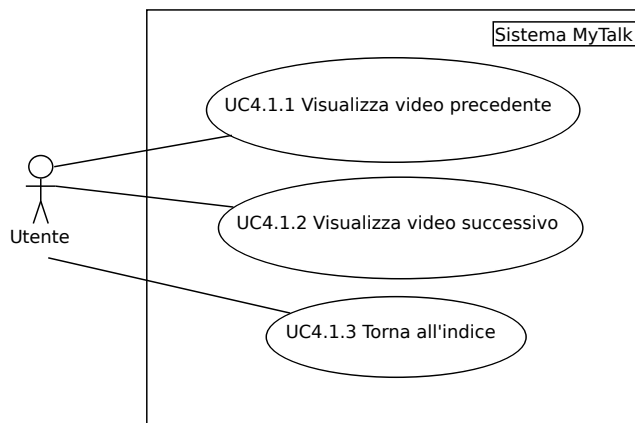 Sistema MyTalk
UC4.1.1 Visualizza video precedente
UC4.1.2 Visualizza video successivo
Utente
UC4.1.3 Torna all'indice